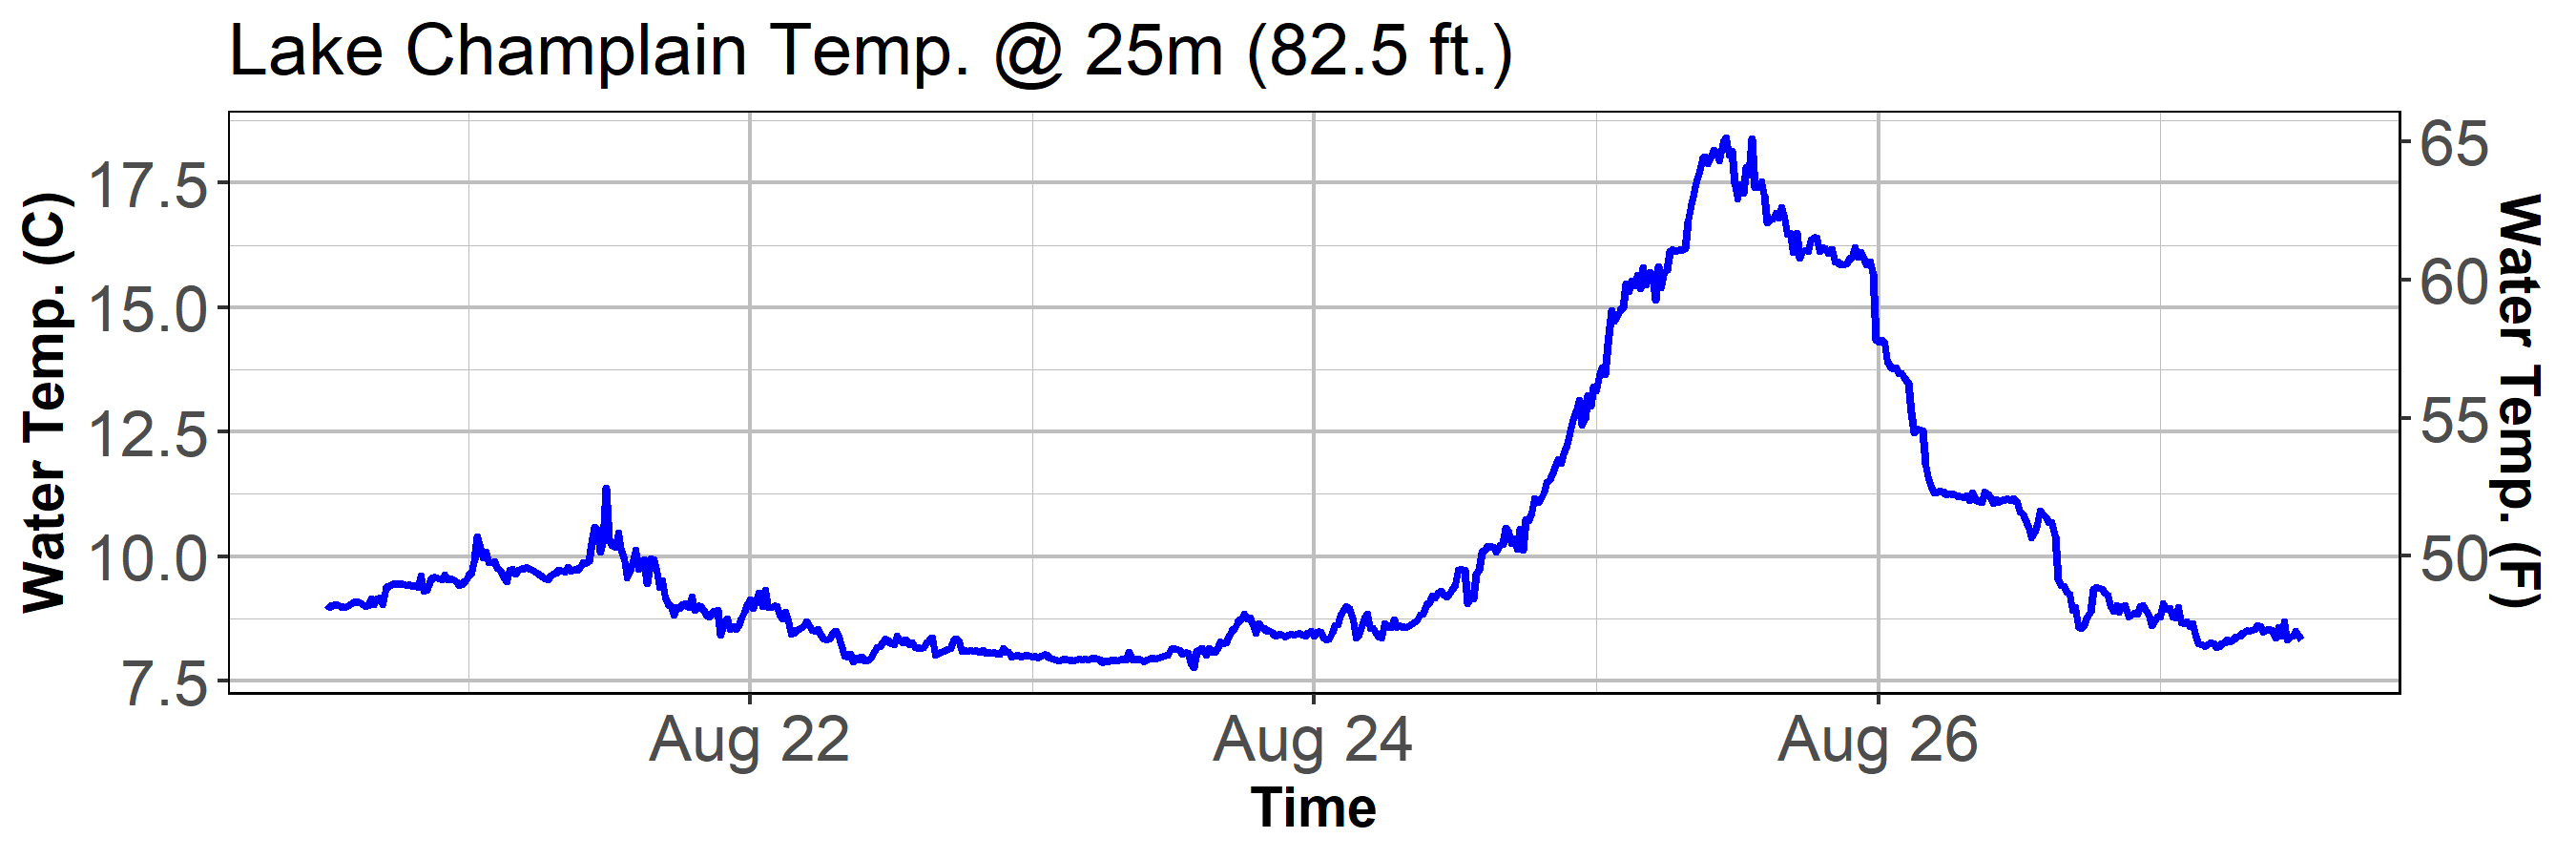 Lake Champlain Temp. @ 25m (82.5 ft.)
Water Temp. (C)
17.5
15.0
12.5
10.0
7.5
65
60
55
50
Water Temp. (F)
Aug 22 Aug 24 Aug 26
Time